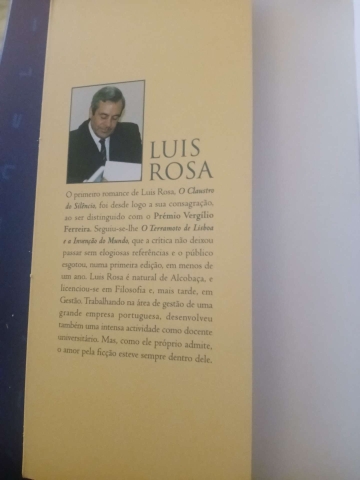 LUIS
ROSA
O primeiro romance de Luis Rosa, O Claustro
do Silêncio, foi desde logo a sua consagração,
ao ser distinguido com o Prémio Vergílio
Ferreira. Seguiu-se-lhe O Terramoto de Lisboa
e a Invenção do Mundo, que a crítica não deixou
passar sem elogiosas referências e o público
esgotou, numa primeira edição, em menos de
um ano. Luis Rosa é natural de Alcobaça, e
licenciou-se em Filosofia e, mais tarde, em
Gestão. Trabalhando na área de gestão de uma
grande empresa portuguesa, desenvolveu
também uma intensa actividade como docente
universitário. Mas, como ele próprio admite,
o amor pela ficção esteve sempre dentro dele.